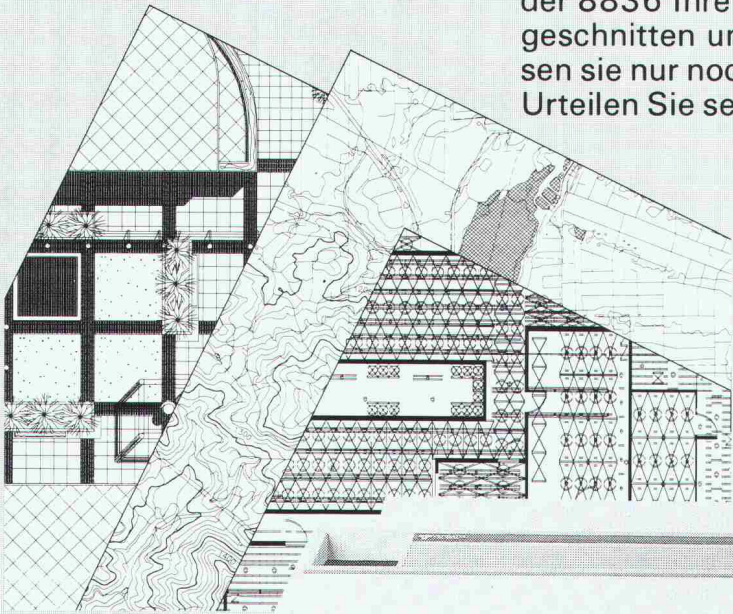 der 8836 Ihre
geschnitten un
sen sie nur noc
Urteilen Sie se